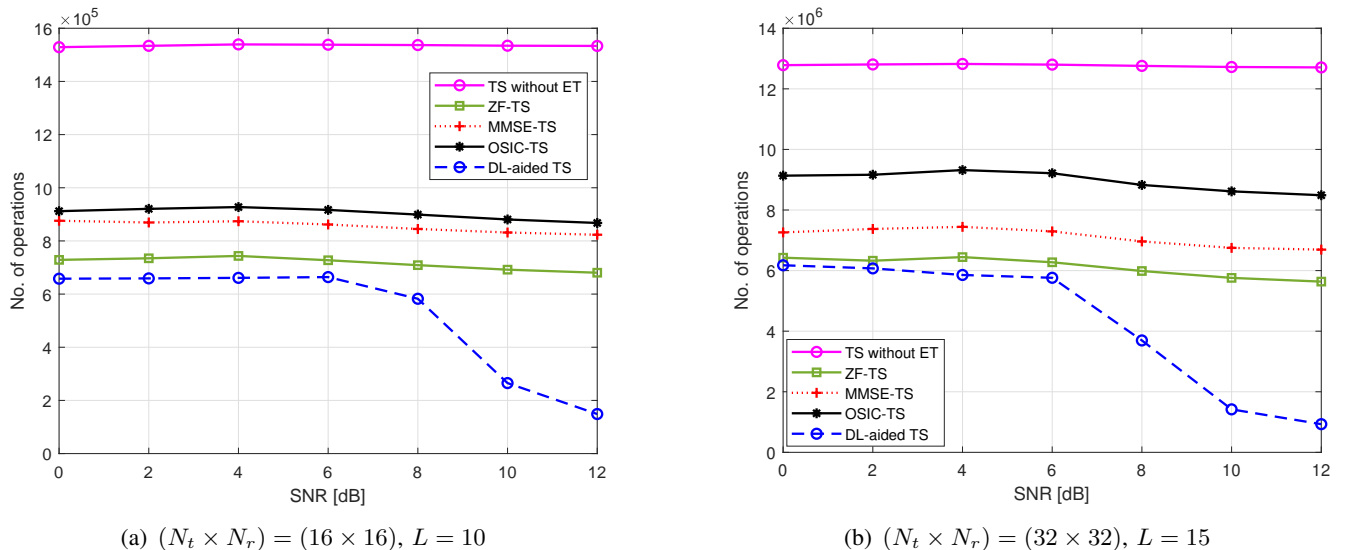 ×10^5
16
14
12
10
8
6
4
2
0
No. of operations
0 2 4 6 8 10 12
SNR [dB]
TS without ET
ZF-TS
MMSE-TS
OSIC-TS
DL-aided TS
(a) (N_t × N_r) = (16 × 16), L = 10
×10^6
14
12
10
8
6
4
2
0
No. of operations
0 2 4 6 8 10 12
SNR [dB]
TS without ET
ZF-TS
MMSE-TS
OSIC-TS
DL-aided TS
(b) (N_t × N_r) = (32 × 32), L = 15